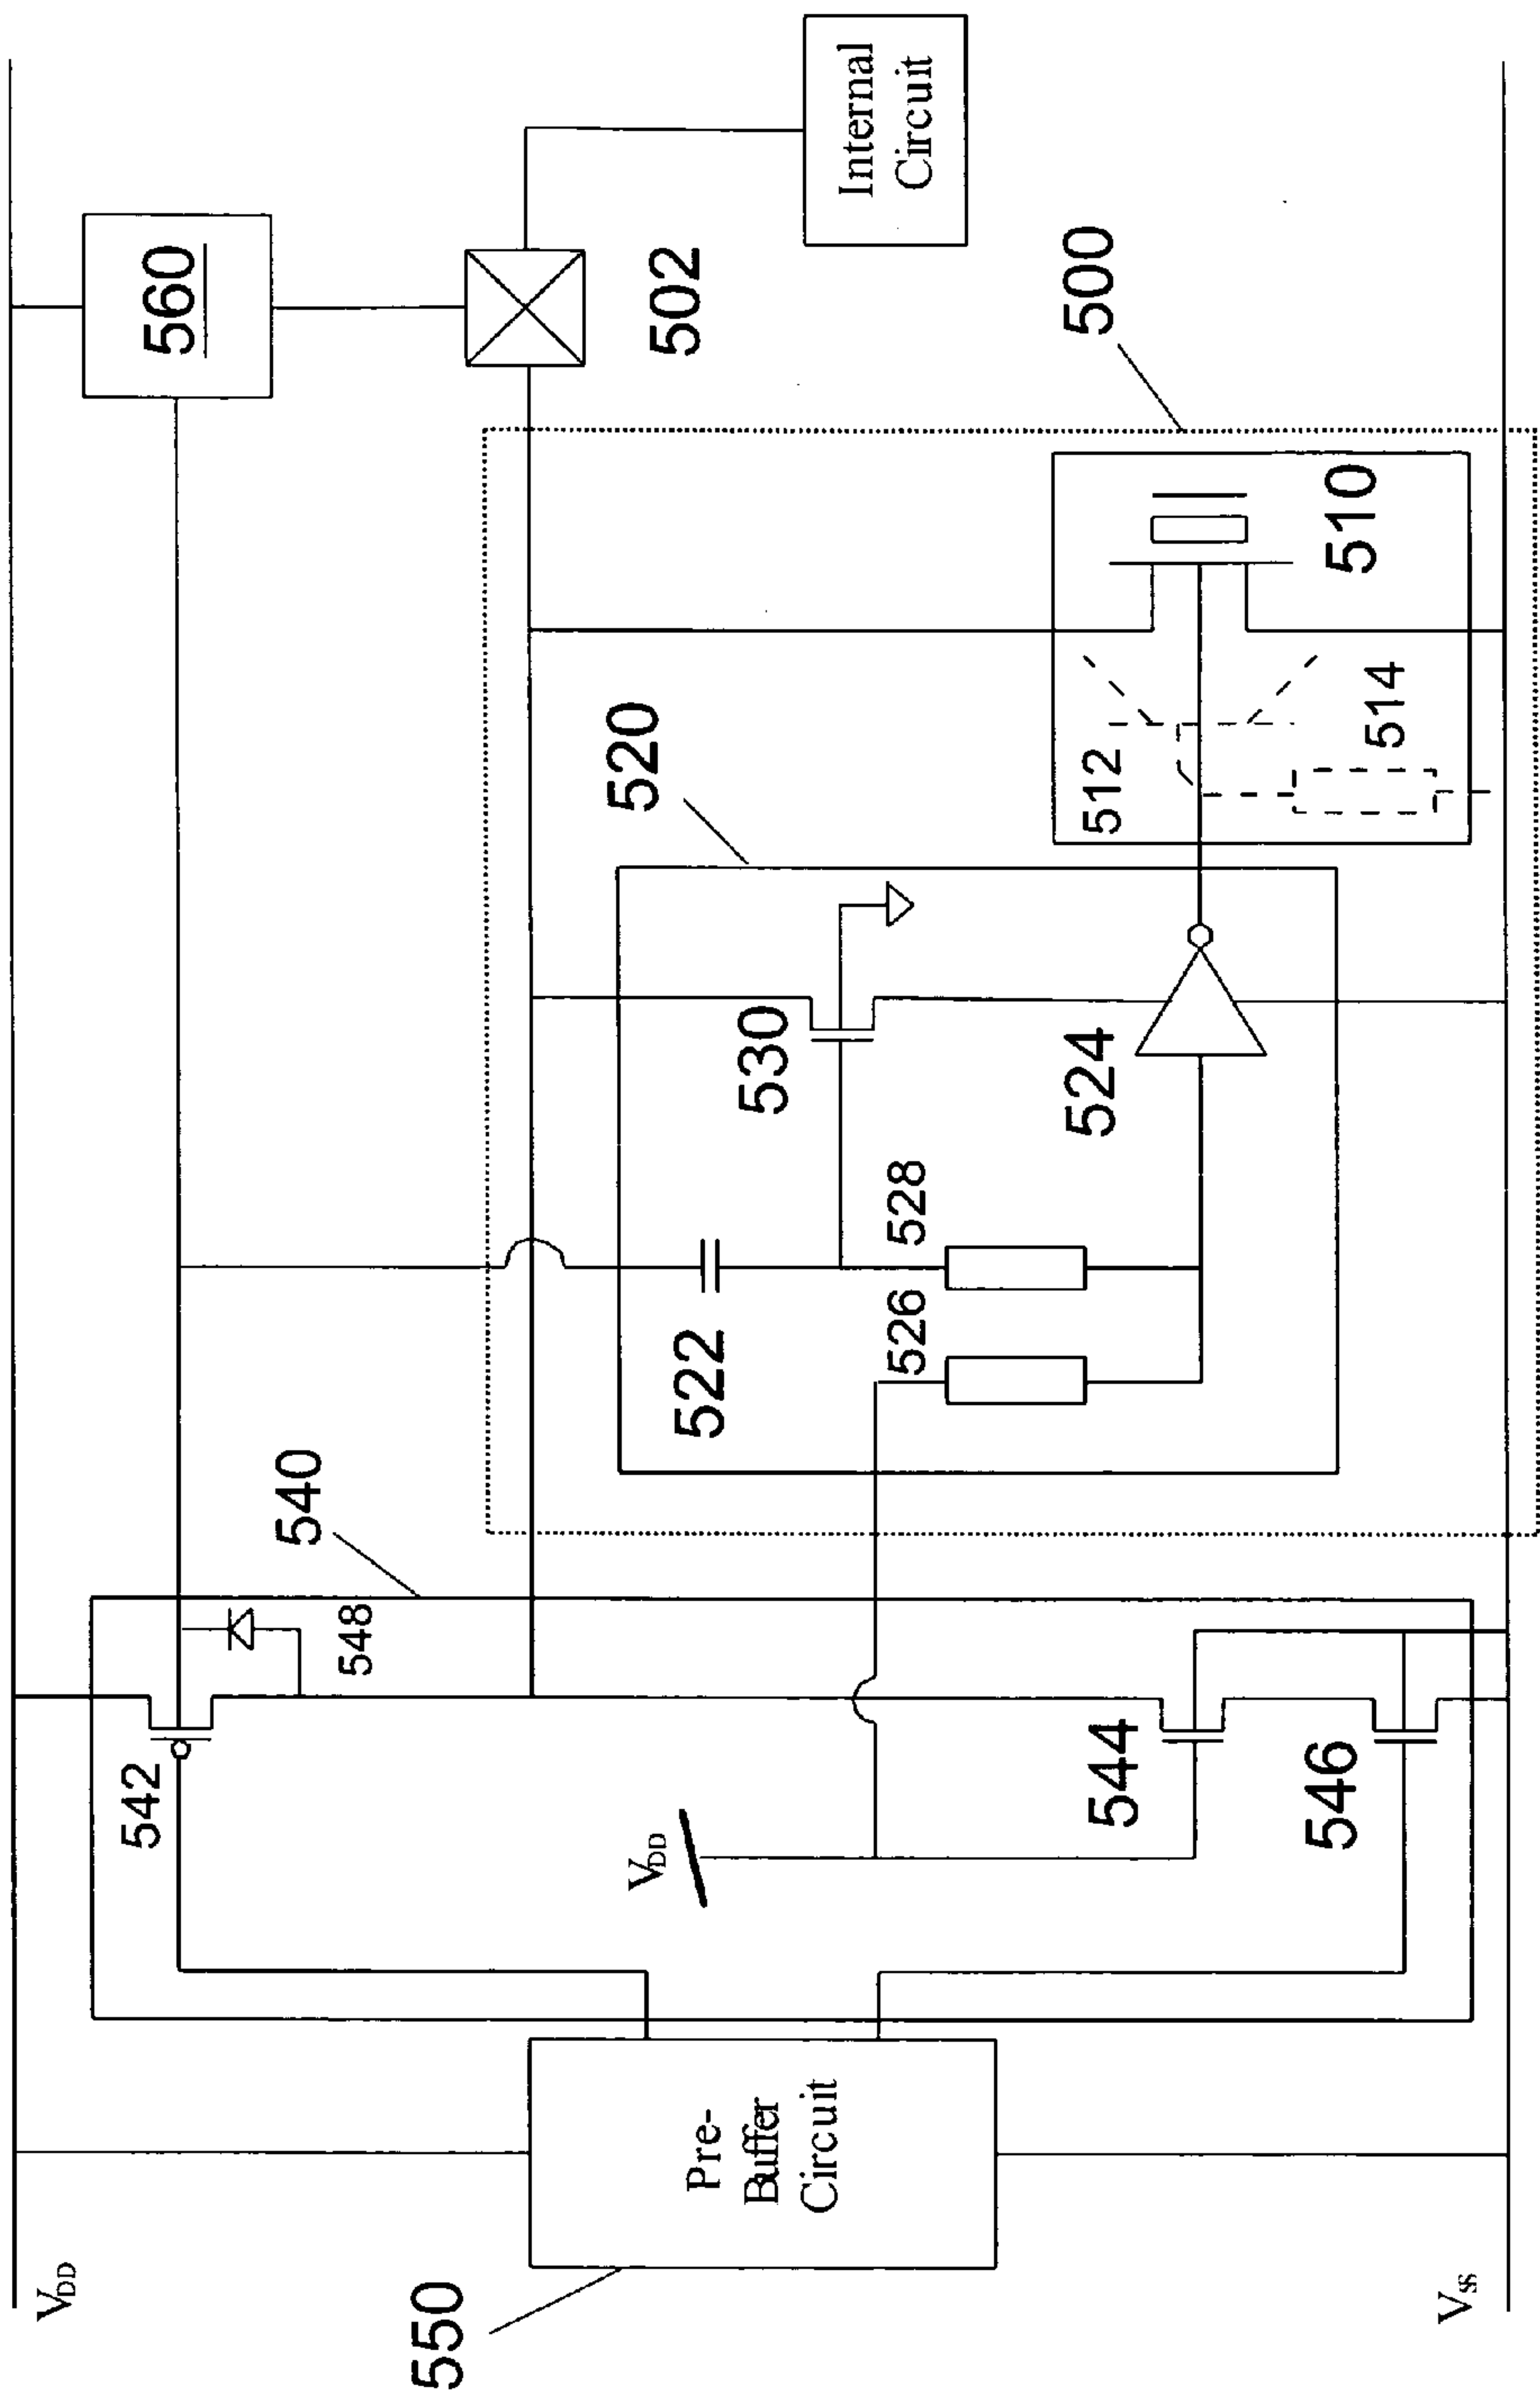 V_DD
560
502
Internal
Circuit
540
548
542
520
522
530
526
528
524
500
512
510
514
V_DD
544
546
Pre-
Buffer
Circuit
550
V_SS